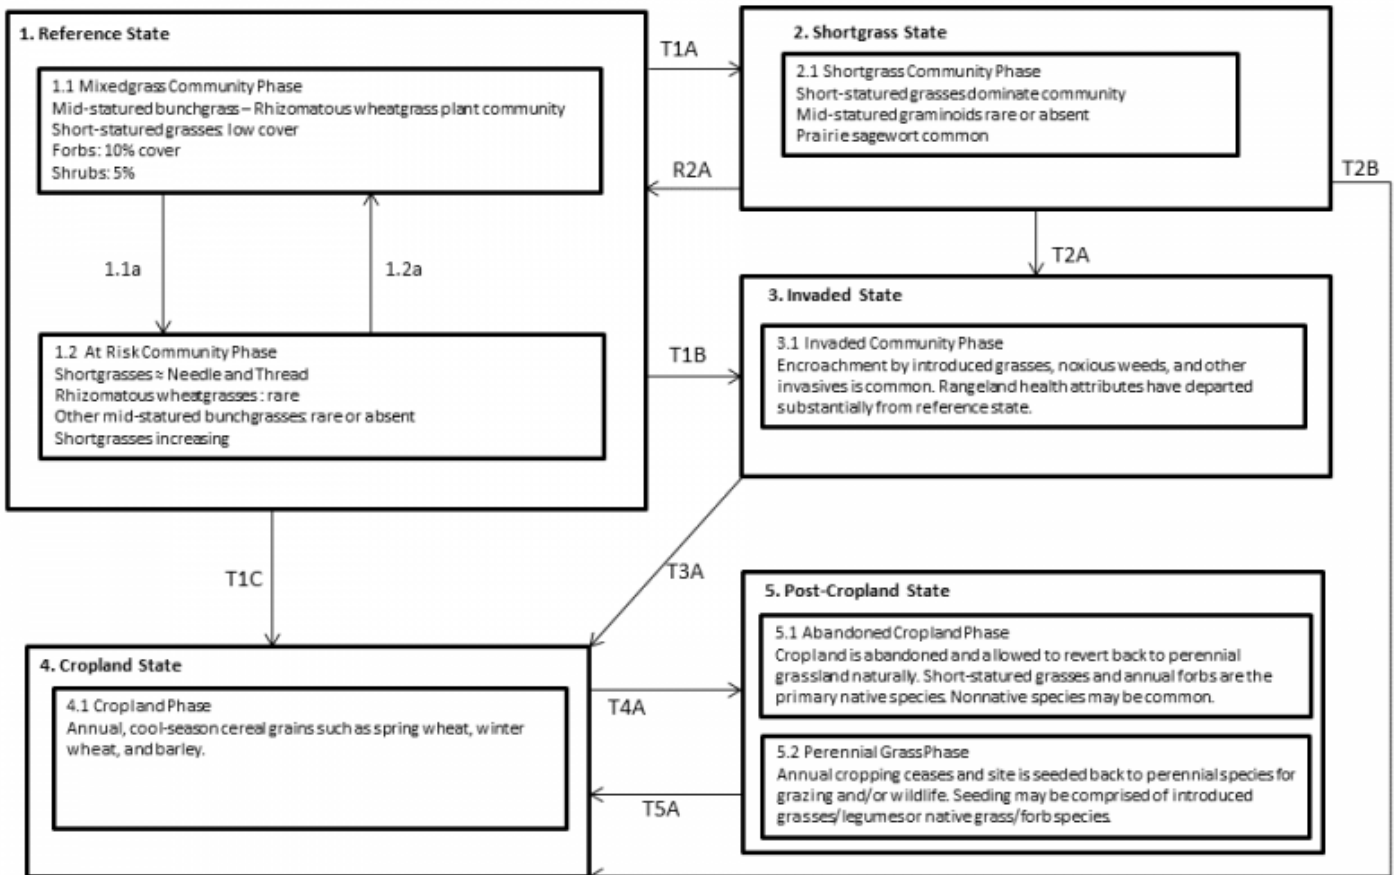 1. Reference State
1.1 Mixedgrass Community Phase
Mid-statured bunchgrass – Rhizomatous wheatgrass plant community
Short-statured grasses: low cover
Forbs: 10% cover
Shrubs: 5%
1.1a
1.2a
1.2 At Risk Community Phase
Shortgrasses ≈ Needle and Thread
Rhizomatous wheatgrasses : rare
Other mid-statured bunchgrasses: rare or absent
Shortgrasses increasing
T1A
R2A
T1B
T1C
2. Shortgrass State
2.1 Shortgrass Community Phase
Short-statured grasses dominate community
Mid-statured graminoids rare or absent
Prairie sagewort common
T2B
T2A
3. Invaded State
3.1 Invaded Community Phase
Encroachment by introduced grasses, noxious weeds, and other
invasives is common. Rangeland health attributes have departed
substantially from reference state.
T3A
4. Cropland State
4.1 Cropland Phase
Annual, cool-season cereal grains such as spring wheat, winter
wheat, and barley.
T4A
T5A
5. Post-Cropland State
5.1 Abandoned Cropland Phase
Cropland is abandoned and allowed to revert back to perennial
grassland naturally. Short-statured grasses and annual forbs are the
primary native species. Nonnative species may be common.
5.2 Perennial Grass Phase
Annual cropping ceases and site is seeded back to perennial species for
grazing and/or wildlife. Seeding may be comprised of introduced
grasses/legumes or native grass/forb species.